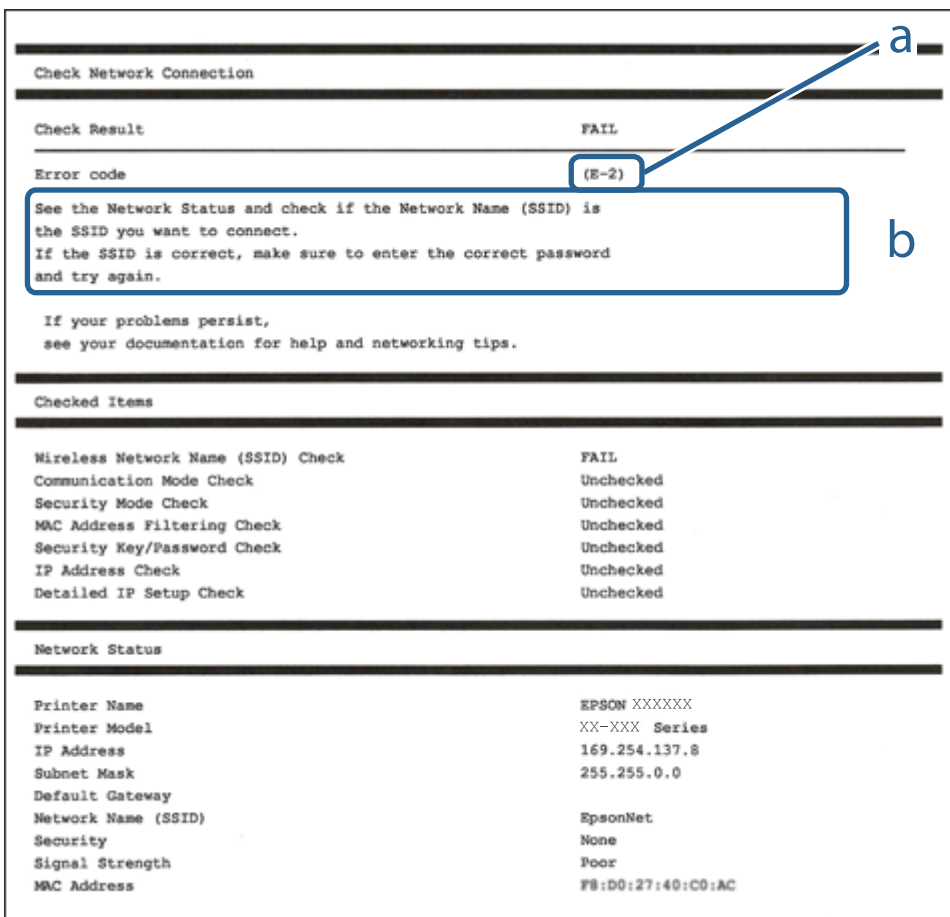 a
Check Network Connection
Check Result FAIL
Error code (E-2)
See the Network Status and check if the Network Name (SSID) is
the SSID you want to connect.
If the SSID is correct, make sure to enter the correct password
and try again.
b
If your problems persist,
see your documentation for help and networking tips.
Checked Items
Wireless Network Name (SSID) Check FAIL
Communication Mode Check Unchecked
Security Mode Check Unchecked
MAC Address Filtering Check Unchecked
Security Key/Password Check Unchecked
IP Address Check Unchecked
Detailed IP Setup Check Unchecked
Network Status
Printer Name EPSON XXXXXX
Printer Model XX-XXX Series
IP Address 169.254.137.8
Subnet Mask 255.255.0.0
Default Gateway
Network Name (SSID) EpsonNet
Security None
Signal Strength Poor
MAC Address F8:D0:27:40:C0:AC